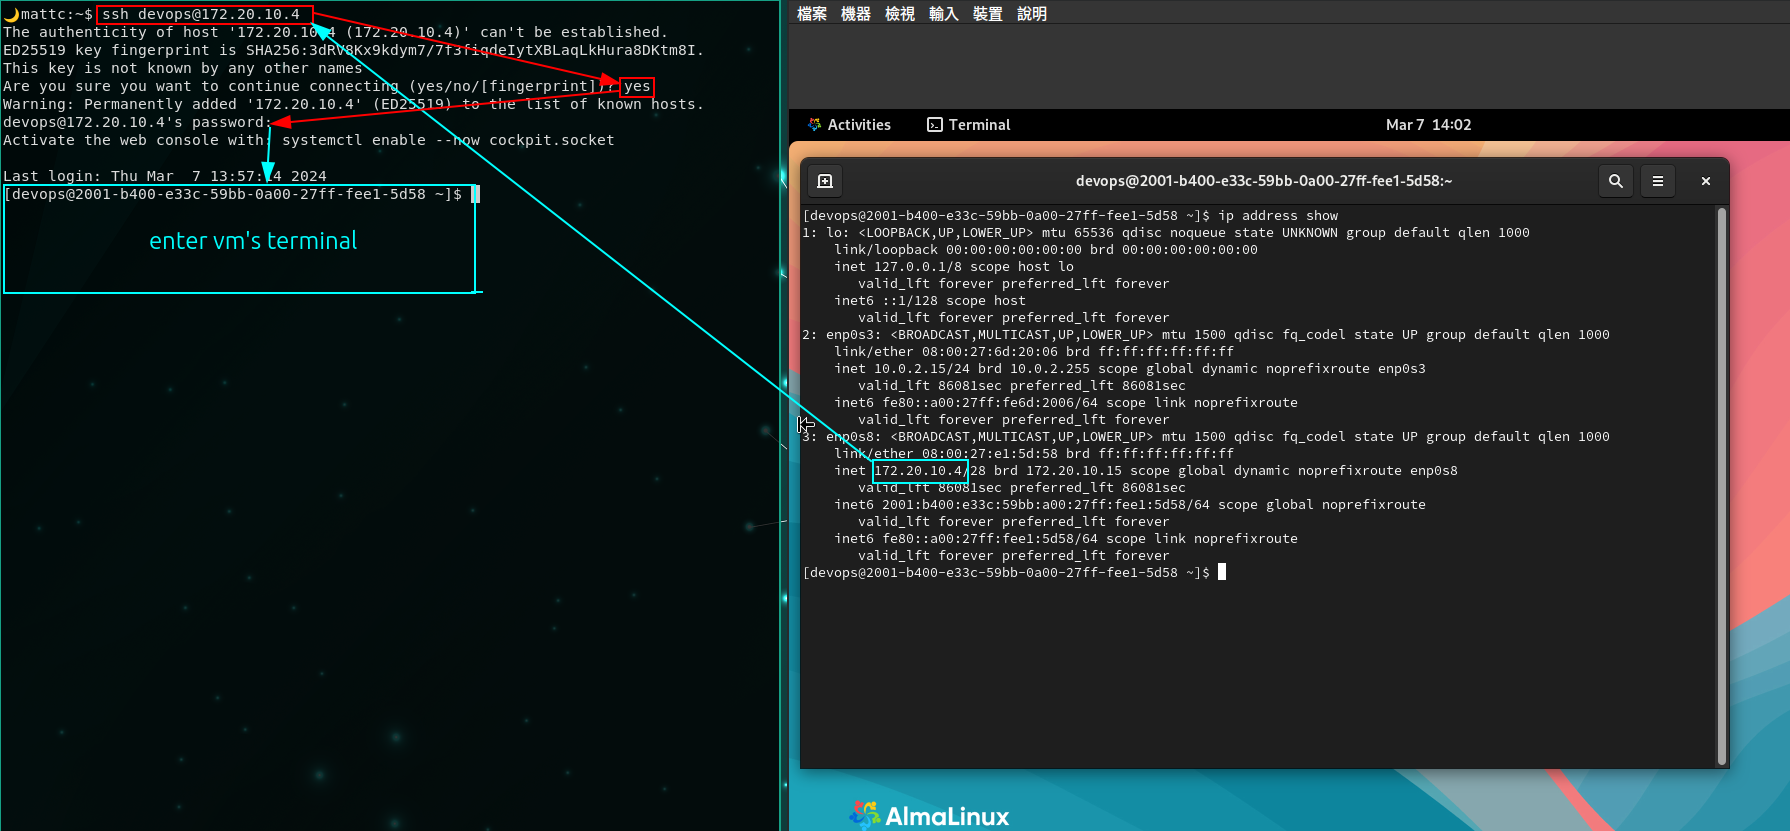 🌙mattc:~$ ssh devops@172.20.10.4
The authenticity of host '172.20.10.4 (172.20.10.4)' can't be established.
ED25519 key fingerprint is
This key is not known by any other names
Are you sure you want to continue connecting (yes/no/[fingerprint])? yes
Warning: Permanently added '172.20.10.4' (ED25519) to the list of known hosts.
devops@172.20.10.4's password:
Activate the web console with: systemctl enable --now cockpit.socket
Last login: Thu Mar  7 13:57:14 2024
[devops@2001-b400-e33c-59bb-0a00-27ff-fee1-5d58 ~]$
enter vm's terminal
檔案 機器 檢視 輸入 裝置 說明
Activities Terminal Mar 7 14:02
devops@2001-b400-e33c-59bb-0a00-27ff-fee1-5d58:~
[devops@2001-b400-e33c-59bb-0a00-27ff-fee1-5d58 ~]$ ip address show
1: lo: <LOOPBACK,UP,LOWER_UP> mtu 65536 qdisc noqueue state UNKNOWN group default qlen 1000
link/loopback 00:00:00:00:00:00 brd 00:00:00:00:00:00
inet 127.0.0.1/8 scope host lo
valid_lft forever preferred_lft forever
inet6 ::1/128 scope host
valid_lft forever preferred_lft forever
2: enp0s3: <BROADCAST,MULTICAST,UP,LOWER_UP> mtu 1500 qdisc fq_codel state UP group default qlen 1000
link/ether 08:00:27:6d:20:06 brd ff:ff:ff:ff:ff:ff
inet 10.0.2.15/24 brd 10.0.2.255 scope global dynamic noprefixroute enp0s3
valid_lft 86081sec preferred_lft 86081sec
inet6 fe80::a00:27ff:fe6d:2006/64 scope link noprefixroute
valid_lft forever preferred_lft forever
3: enp0s8: <BROADCAST,MULTICAST,UP,LOWER_UP> mtu 1500 qdisc fq_codel state UP group default qlen 1000
link/ether 08:00:27:e1:5d:58 brd ff:ff:ff:ff:ff:ff
inet 172.20.10.4/28 brd 172.20.10.15 scope global dynamic noprefixroute enp0s8
valid_lft 86081sec preferred_lft 86081sec
inet6 2001:b400:e33c:59bb:a00:27ff:fee1:5d58/64 scope global noprefixroute
valid_lft forever preferred_lft forever
inet6 fe80::a00:27ff:fee1:5d58/64 scope link noprefixroute
valid_lft forever preferred_lft forever
[devops@2001-b400-e33c-59bb-0a00-27ff-fee1-5d58 ~]$
AlmaLinux